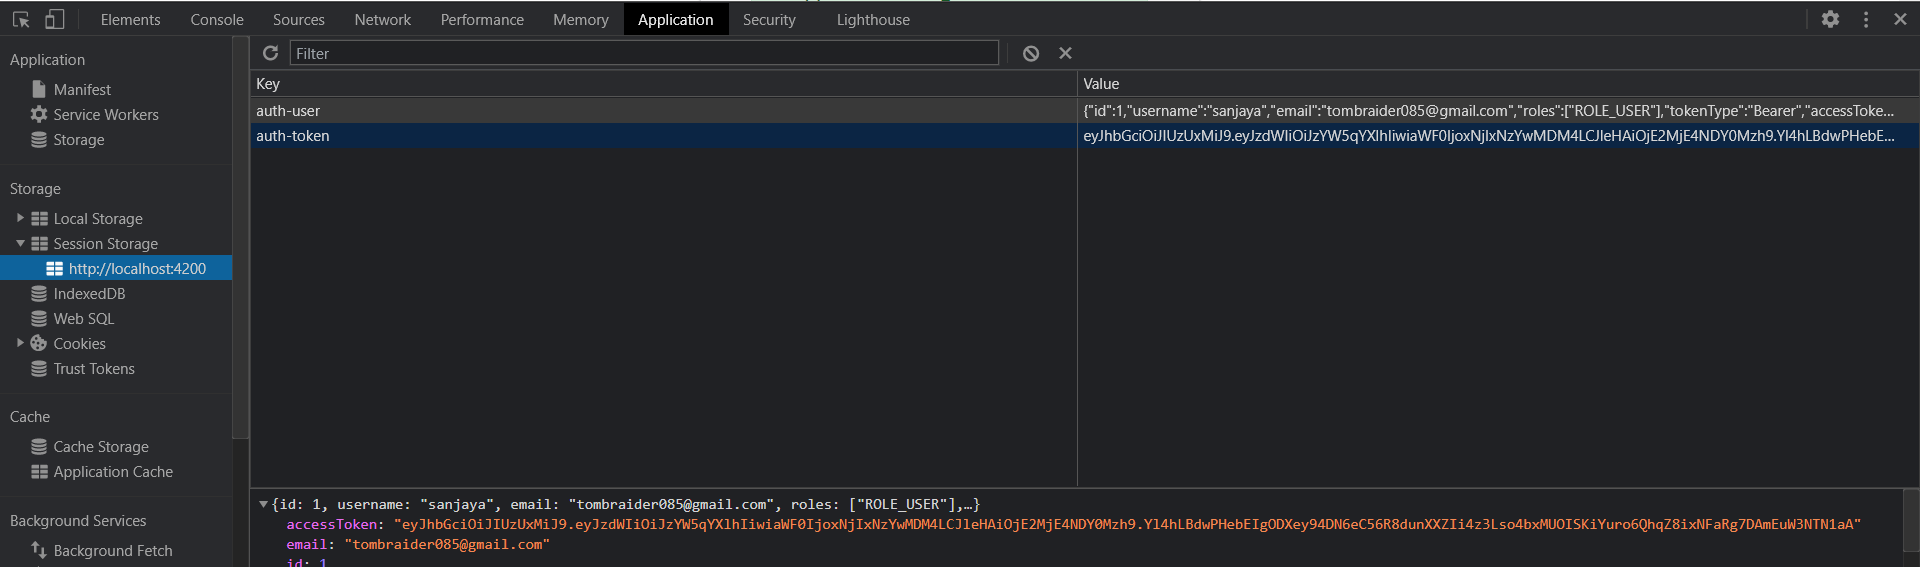 Elements Console Sources Network Performance Memory Application Security Lighthouse
Application
Manifest
Service Workers
Storage
Storage
Local Storage
Session Storage
http://localhost:4200
IndexedDB
Web SQL
Cookies
Trust Tokens
Cache
Cache Storage
Application Cache
Background Services
Background Fetch
Filter
Key Value
auth-user {"id":1,"username":"sanjaya","email":"tombraider085@gmail.com","roles":["ROLE_USER"],"tokenType":"Bearer","accessToke...
auth-token eyJhbGciOiJIUzUxMiJ9.eyJzdWIiOiJzYW5qYXlhIiwiaWF0IjoxNjIxNzYwMDM4LCJleHAiOjE2MjE4NDY0Mzh9.Yl4hLBdwPHebE...
{id: 1, username: "sanjaya", email: "tombraider085@gmail.com", roles: ["ROLE_USER"],…}
accessToken: "eyJhbGciOiJIUzUxMiJ9.eyJzdWIiOiJzYW5qYXlhIiwiaWF0IjoxNjIxNzYwMDM4LCJleHAiOjE2MjE4NDY0Mzh9.Yl4hLBdwPHebEIgODXey94DN6eC56R8dunXXZIi4z3Lso4bxMUOISKiYuro6QhqZ8ixNFaRg7DAmEuW3NTN1aA"
email: "tombraider085@gmail.com"
id: 1